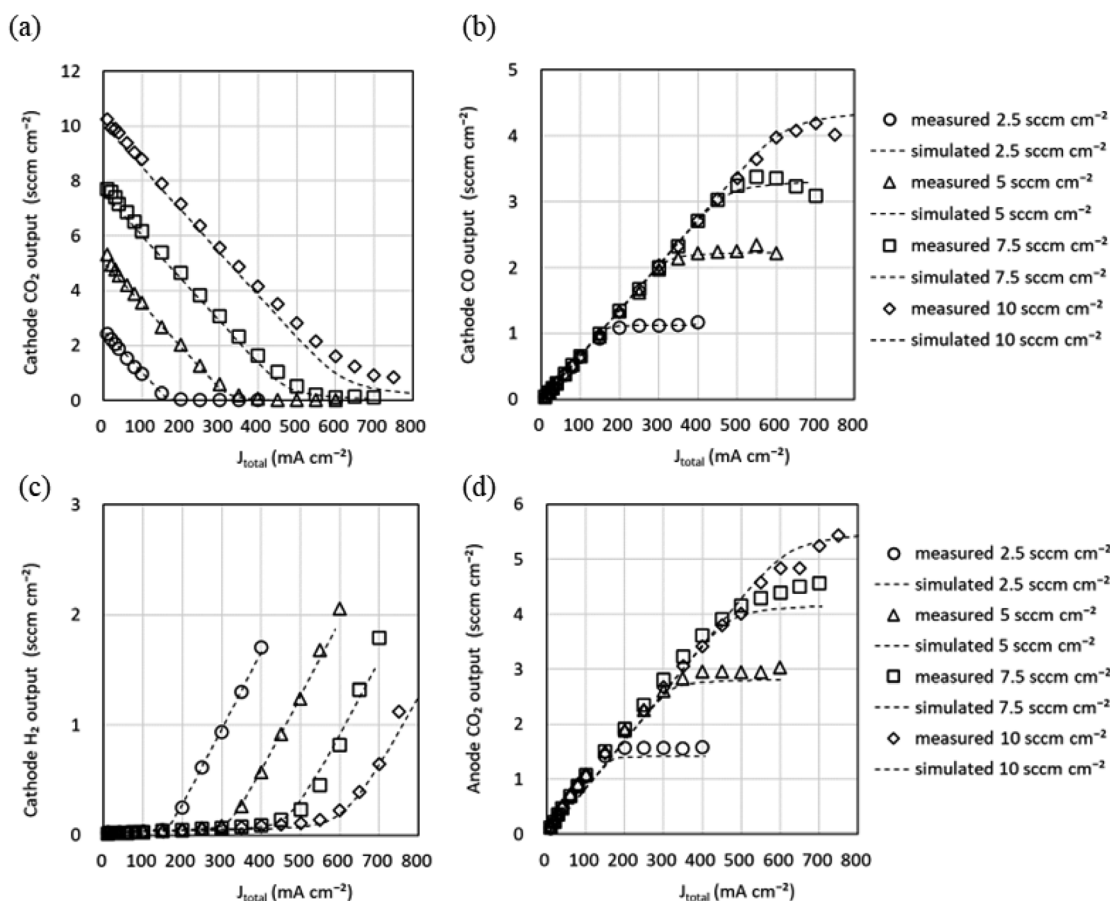 (a)
Cathode CO₂ output (sccm cm⁻²)
12
10
8
6
4
2
0
0 100 200 300 400 500 600 700 800
J_total (mA cm⁻²)
(b)
Cathode CO output (sccm cm⁻²)
5
4
3
2
1
0
0 100 200 300 400 500 600 700 800
J_total (mA cm⁻²)
measured 2.5 sccm cm⁻²
simulated 2.5 sccm cm⁻²
measured 5 sccm cm⁻²
simulated 5 sccm cm⁻²
measured 7.5 sccm cm⁻²
simulated 7.5 sccm cm⁻²
measured 10 sccm cm⁻²
simulated 10 sccm cm⁻²
(c)
Cathode H₂ output (sccm cm⁻²)
3
2
1
0
0 100 200 300 400 500 600 700 800
J_total (mA cm⁻²)
(d)
Anode CO₂ output (sccm cm⁻²)
6
5
4
3
2
1
0
0 100 200 300 400 500 600 700 800
J_total (mA cm⁻²)
measured 2.5 sccm cm⁻²
simulated 2.5 sccm cm⁻²
measured 5 sccm cm⁻²
simulated 5 sccm cm⁻²
measured 7.5 sccm cm⁻²
simulated 7.5 sccm cm⁻²
measured 10 sccm cm⁻²
simulated 10 sccm cm⁻²